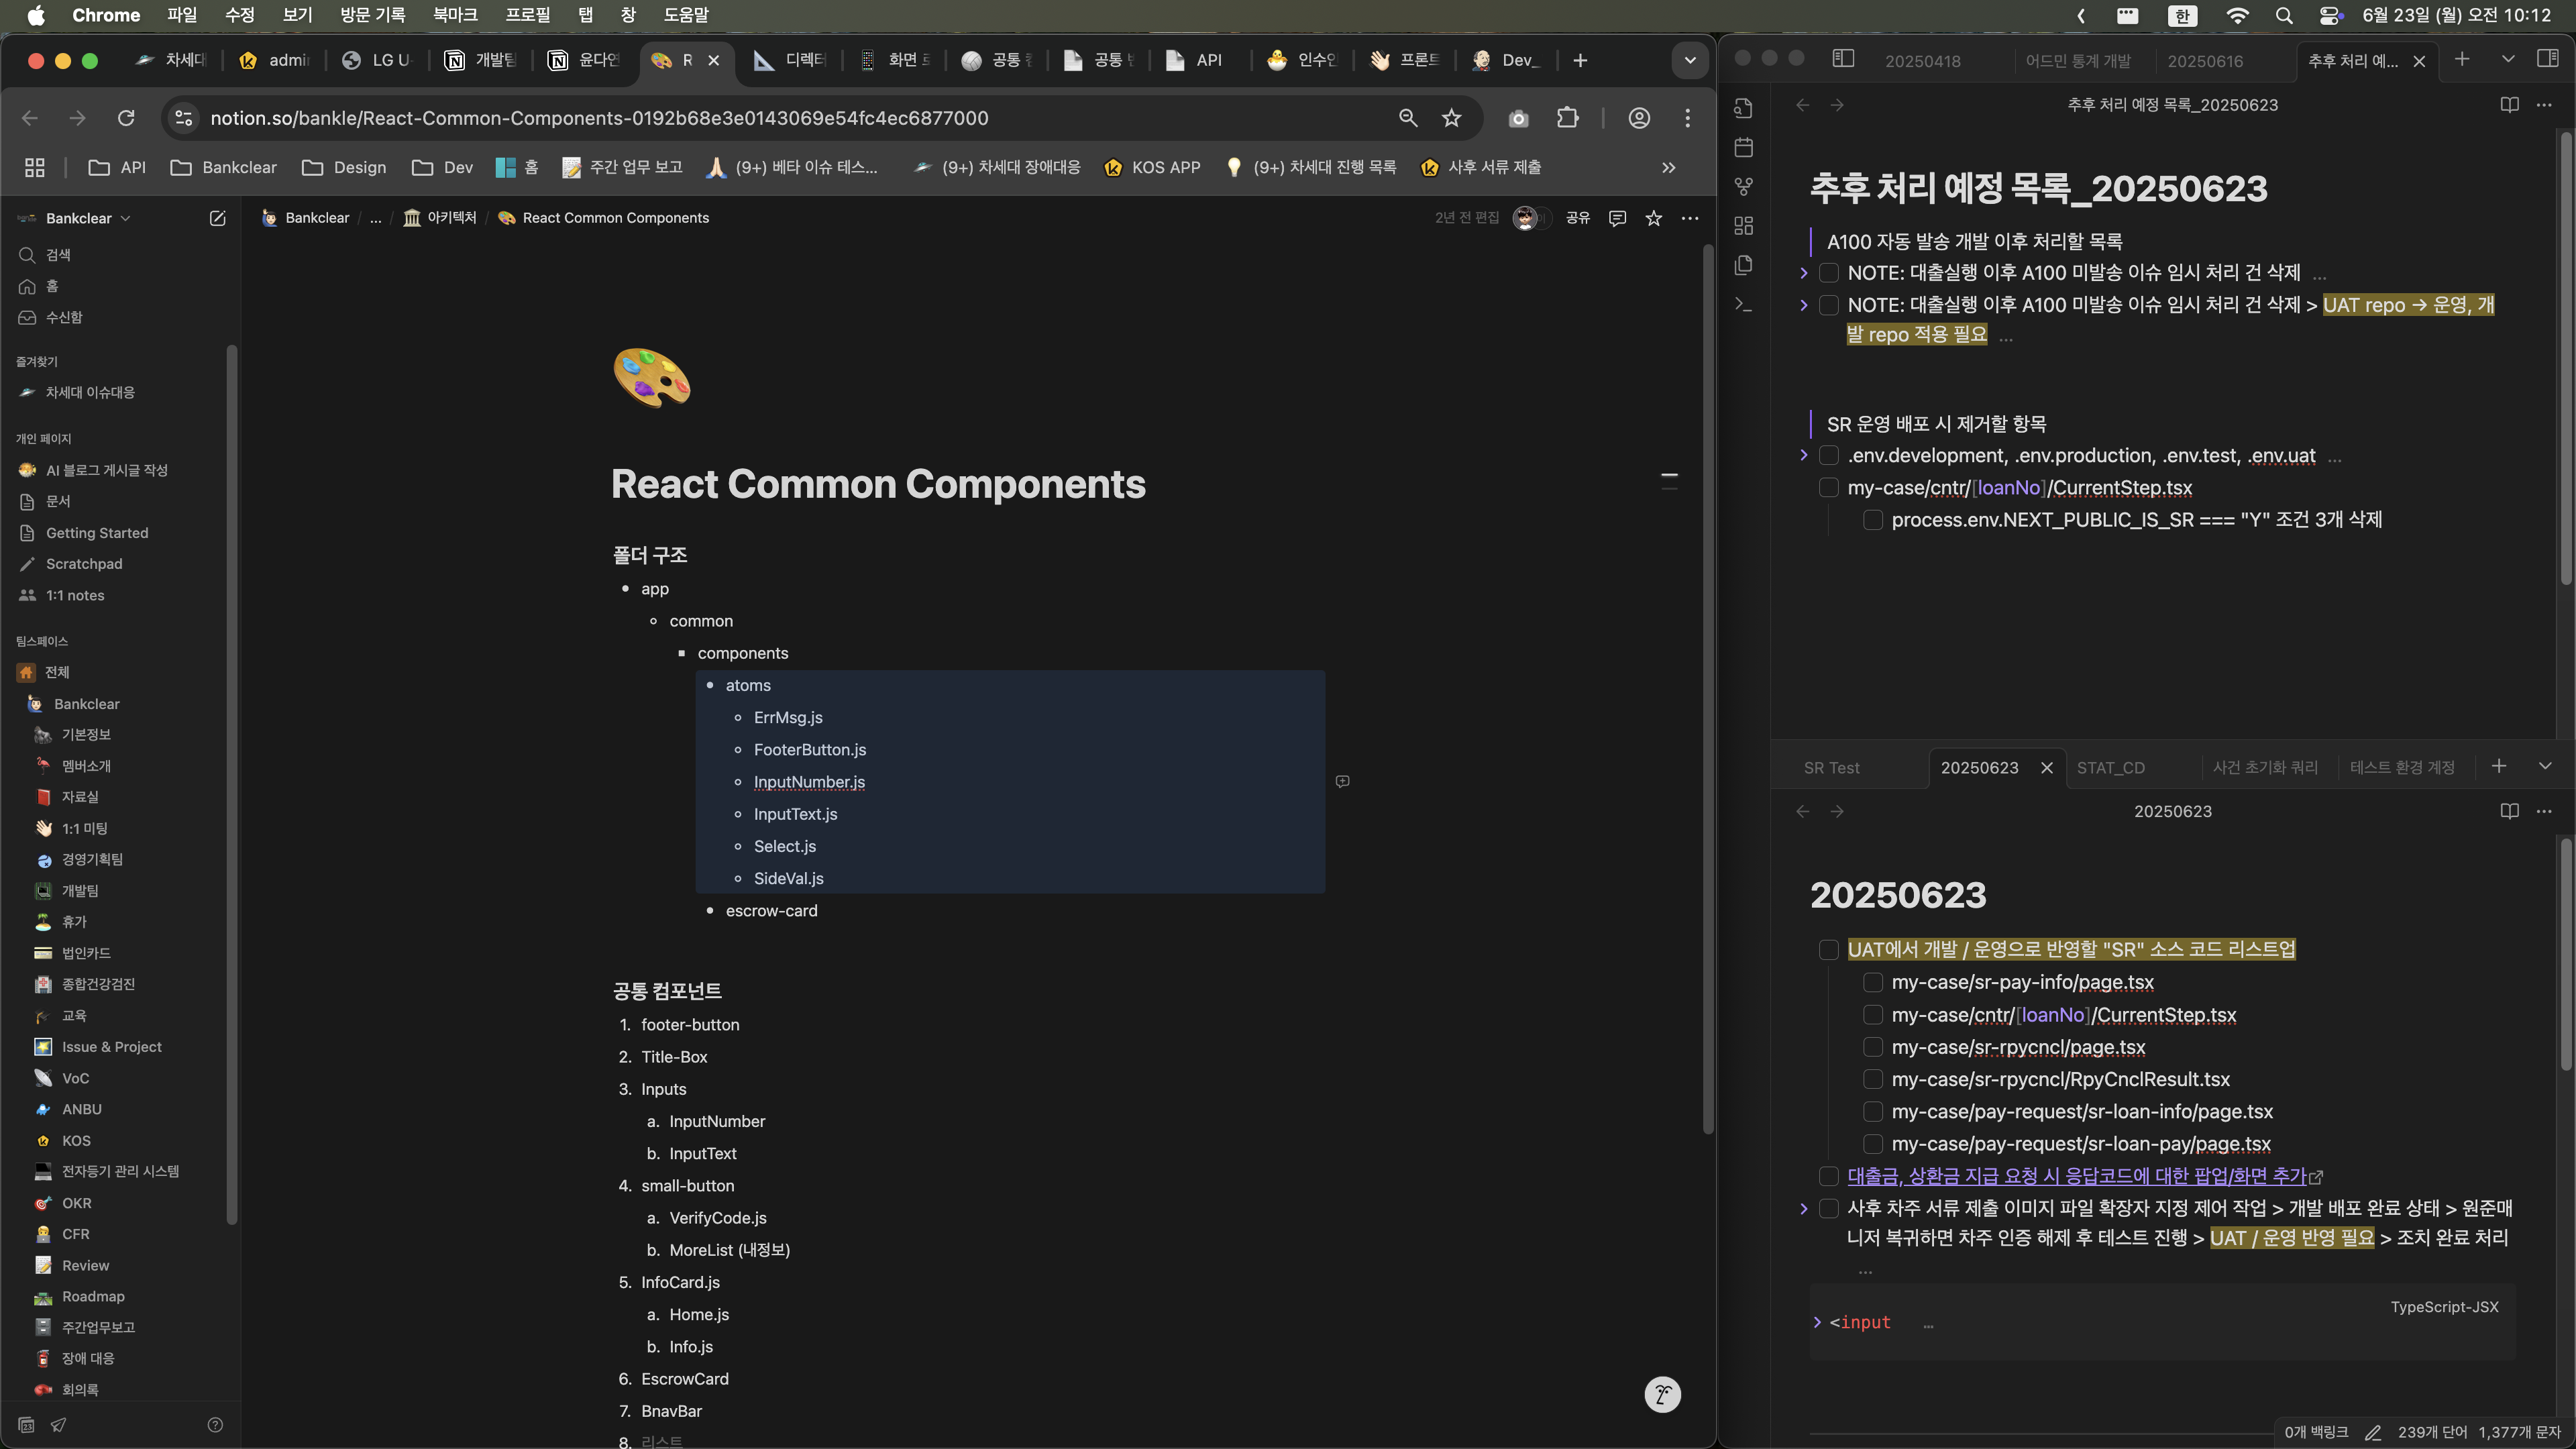 Chrome 파일 수정 보기 방문 기록 북마크 프로필 탭 창 도움말
한 6월 23일 (월) 오전 10:12
차세대 admi LG U- 개발팀 윤다연 R 디렉터 화면 공통 공통 API 인수인 프론트 Dev_
notion.so/bankle/React-Common-Components-0192b68e3e0143069e54fc4ec6877000
API Bankclear Design Dev 홈 주간 업무 보고 (9+) 베타 이슈 테스... (9+) 차세대 장애대응 KOS APP (9+) 차세대 진행 목록 사후 서류 제출
Bankclear
검색
홈
수신함
즐겨찾기
차세대 이슈대응
개인 페이지
AI 블로그 게시글 작성
문서
Getting Started
Scratchpad
1:1 notes
팀스페이스
전체
Bankclear
기본정보
멤버소개
자료실
1:1 미팅
경영기획팀
개발팀
휴가
법인카드
종합건강검진
교육
Issue & Project
VoC
ANBU
KOS
전자등기 관리 시스템
OKR
CFR
Review
Roadmap
주간업무보고
장애 대응
회의록
Bankclear / ... / 아키텍처 / React Common Components
2년 전 편집 공유
React Common Components
폴더 구조
app
common
components
atoms
ErrMsg.js
FooterButton.js
InputNumber.js
InputText.js
Select.js
SideVal.js
escrow-card
공통 컴포넌트
1. footer-button
2. Title-Box
3. Inputs
a. InputNumber
b. InputText
4. small-button
a. VerifyCode.js
b. MoreList (내정보)
5. InfoCard.js
a. Home.js
b. Info.js
6. EscrowCard
7. BnavBar
8. 리스트
20250418 어드민 통계 개발 20250616 추후 처리 예...
추후 처리 예정 목록_20250623
추후 처리 예정 목록_20250623
A100 자동 발송 개발 이후 처리할 목록
NOTE: 대출실행 이후 A100 미발송 이슈 임시 처리 건 삭제 ...
NOTE: 대출실행 이후 A100 미발송 이슈 임시 처리 건 삭제 > UAT repo → 운영, 개
발 repo 적용 필요 ...
SR 운영 배포 시 제거할 항목
.env.development, .env.production, .env.test, .env.uat ...
my-case/cntr/[loanNo]/CurrentStep.tsx
process.env.NEXT_PUBLIC_IS_SR === "Y" 조건 3개 삭제
SR Test 20250623 STAT_CD 사건 초기화 쿼리 테스트 환경 계정
20250623
20250623
UAT에서 개발 / 운영으로 반영할 "SR" 소스 코드 리스트업
my-case/sr-pay-info/page.tsx
my-case/cntr/[loanNo]/CurrentStep.tsx
my-case/sr-rpycncl/page.tsx
my-case/sr-rpycncl/RpyCnclResult.tsx
my-case/pay-request/sr-loan-info/page.tsx
my-case/pay-request/sr-loan-pay/page.tsx
대출금, 상환금 지급 요청 시 응답코드에 대한 팝업/화면 추가
사후 차주 서류 제출 이미지 파일 확장자 지정 제어 작업 > 개발 배포 완료 상태 > 원준매
니저 복귀하면 차주 인증 해제 후 테스트 진행 > UAT / 운영 반영 필요 > 조치 완료 처리
...
TypeScript-JSX
<input ...
0개 백링크 239개 단어 1,377개 문자